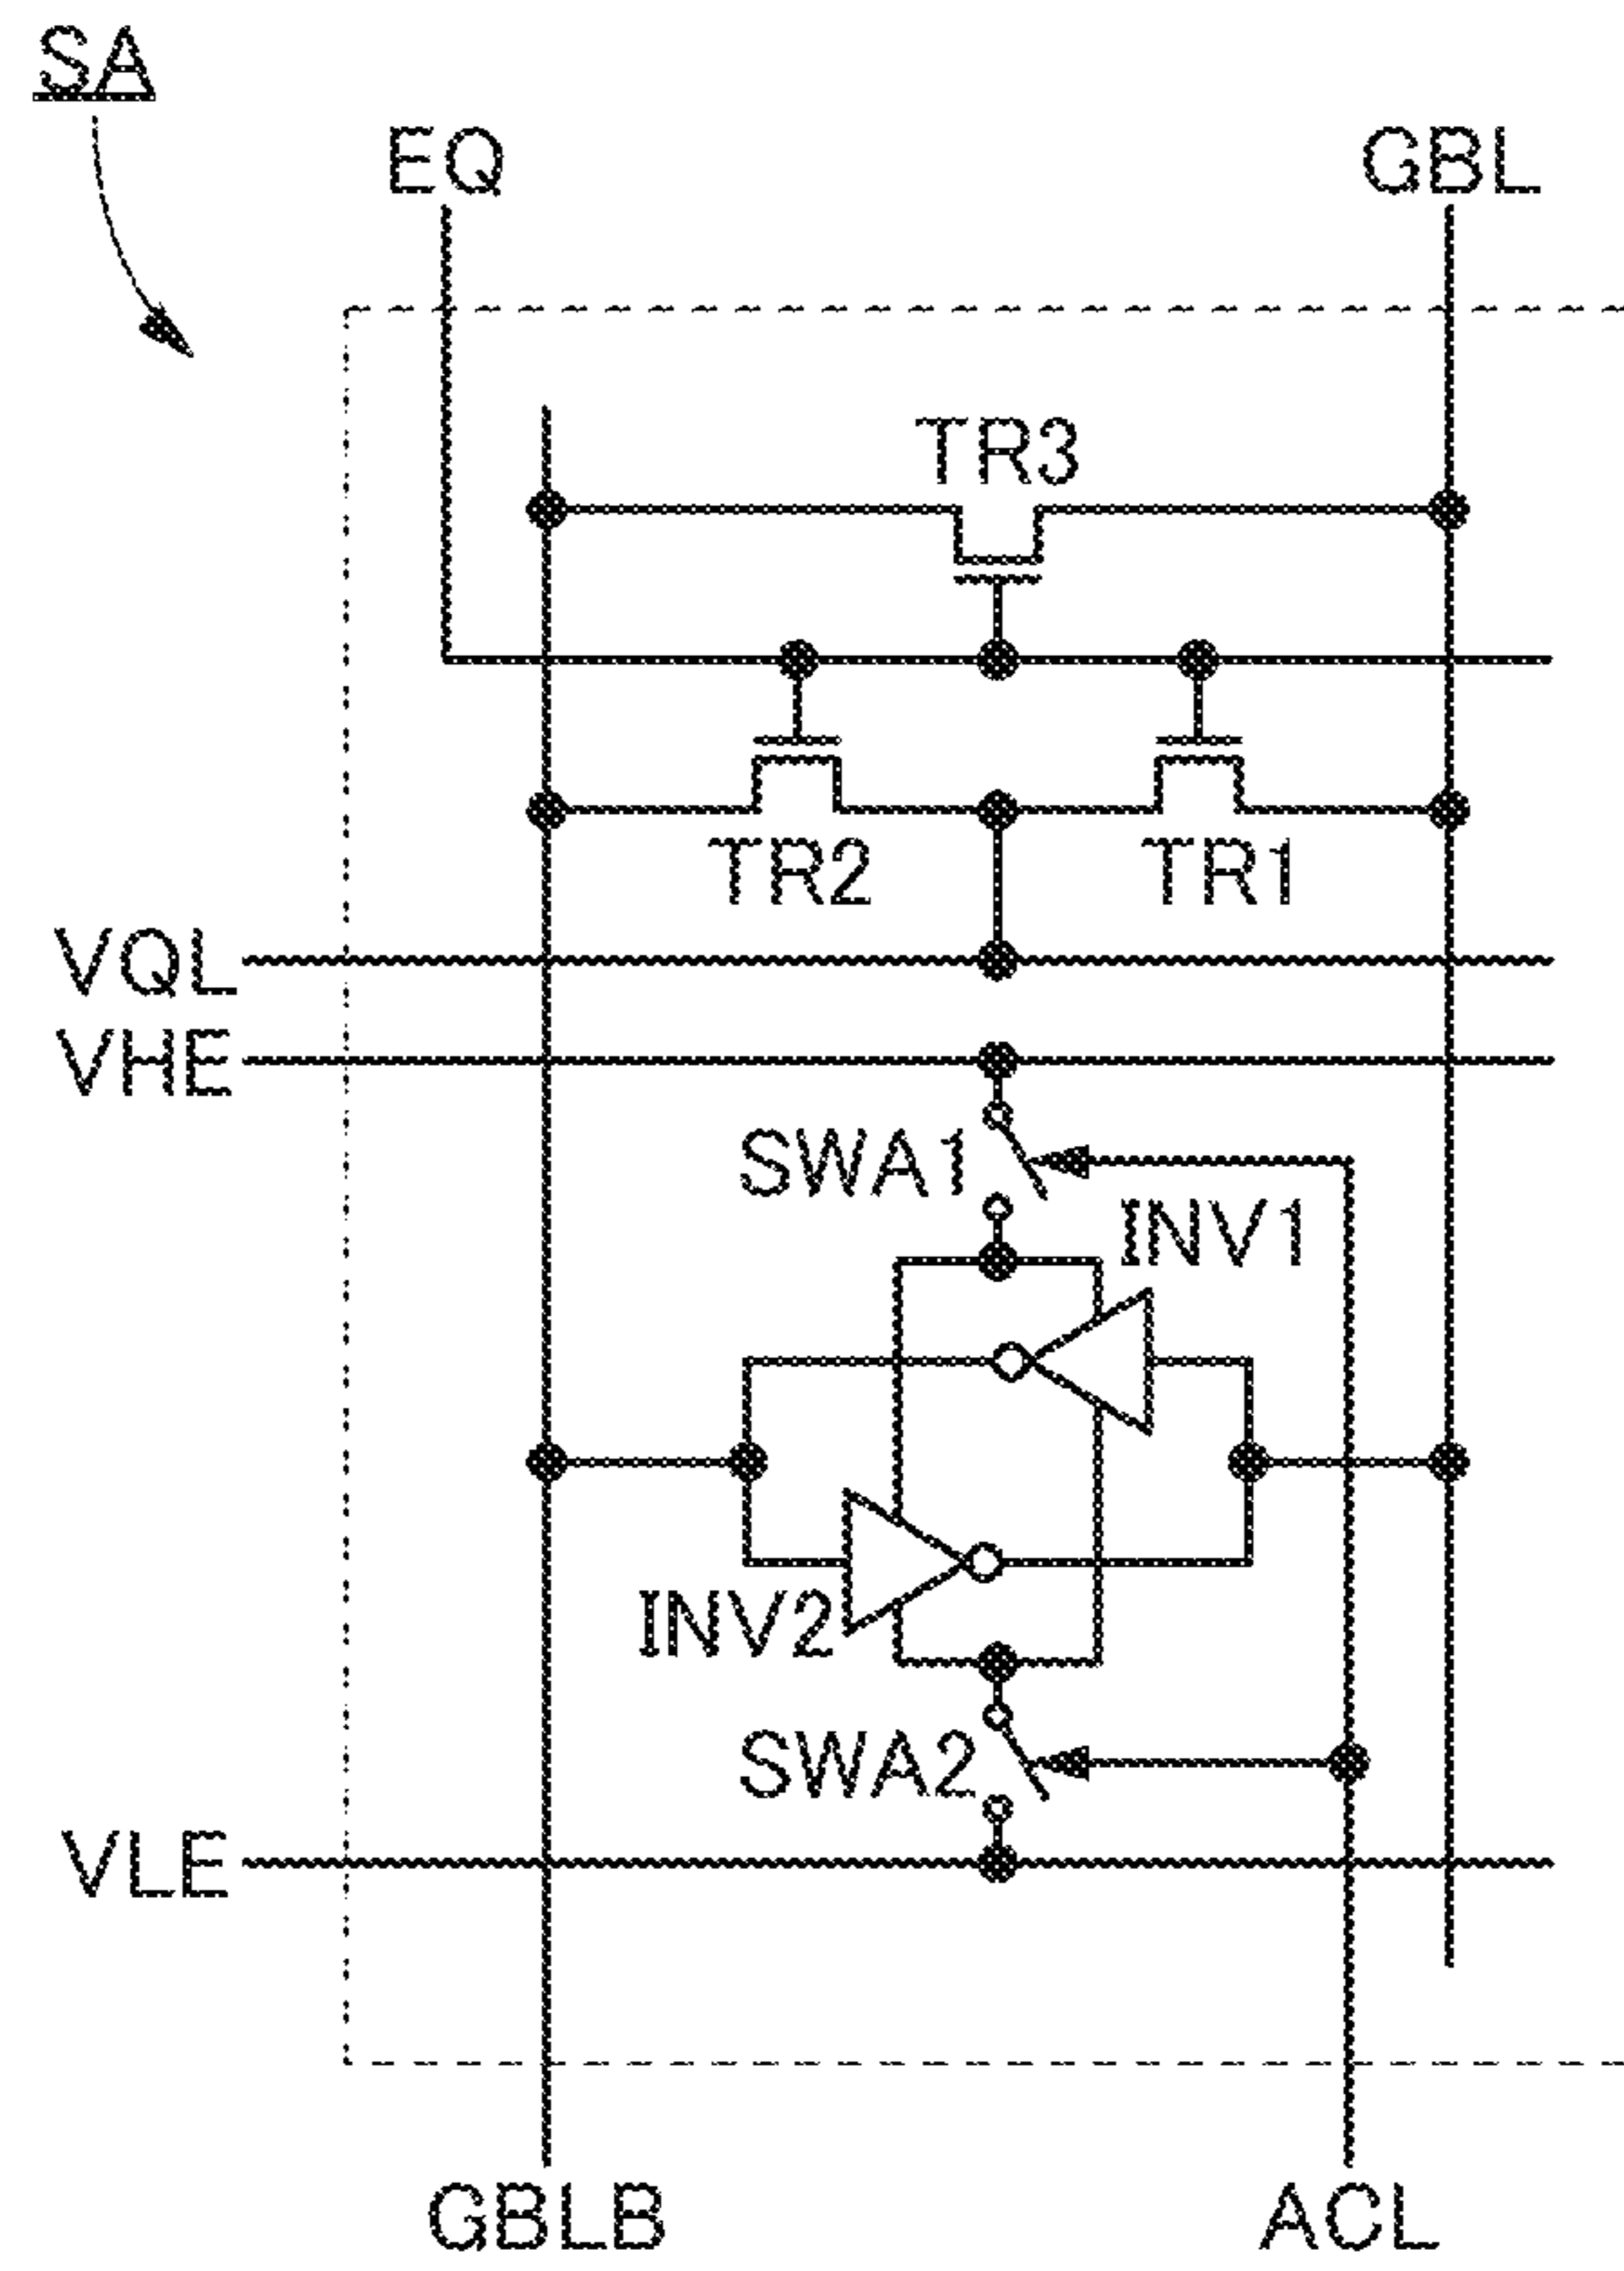 SA
EQ
GBL
TR3
TR2
TR1
VQL
VHE
SWA1
INV1
INV2
SWA2
VLE
GBLB
ACL